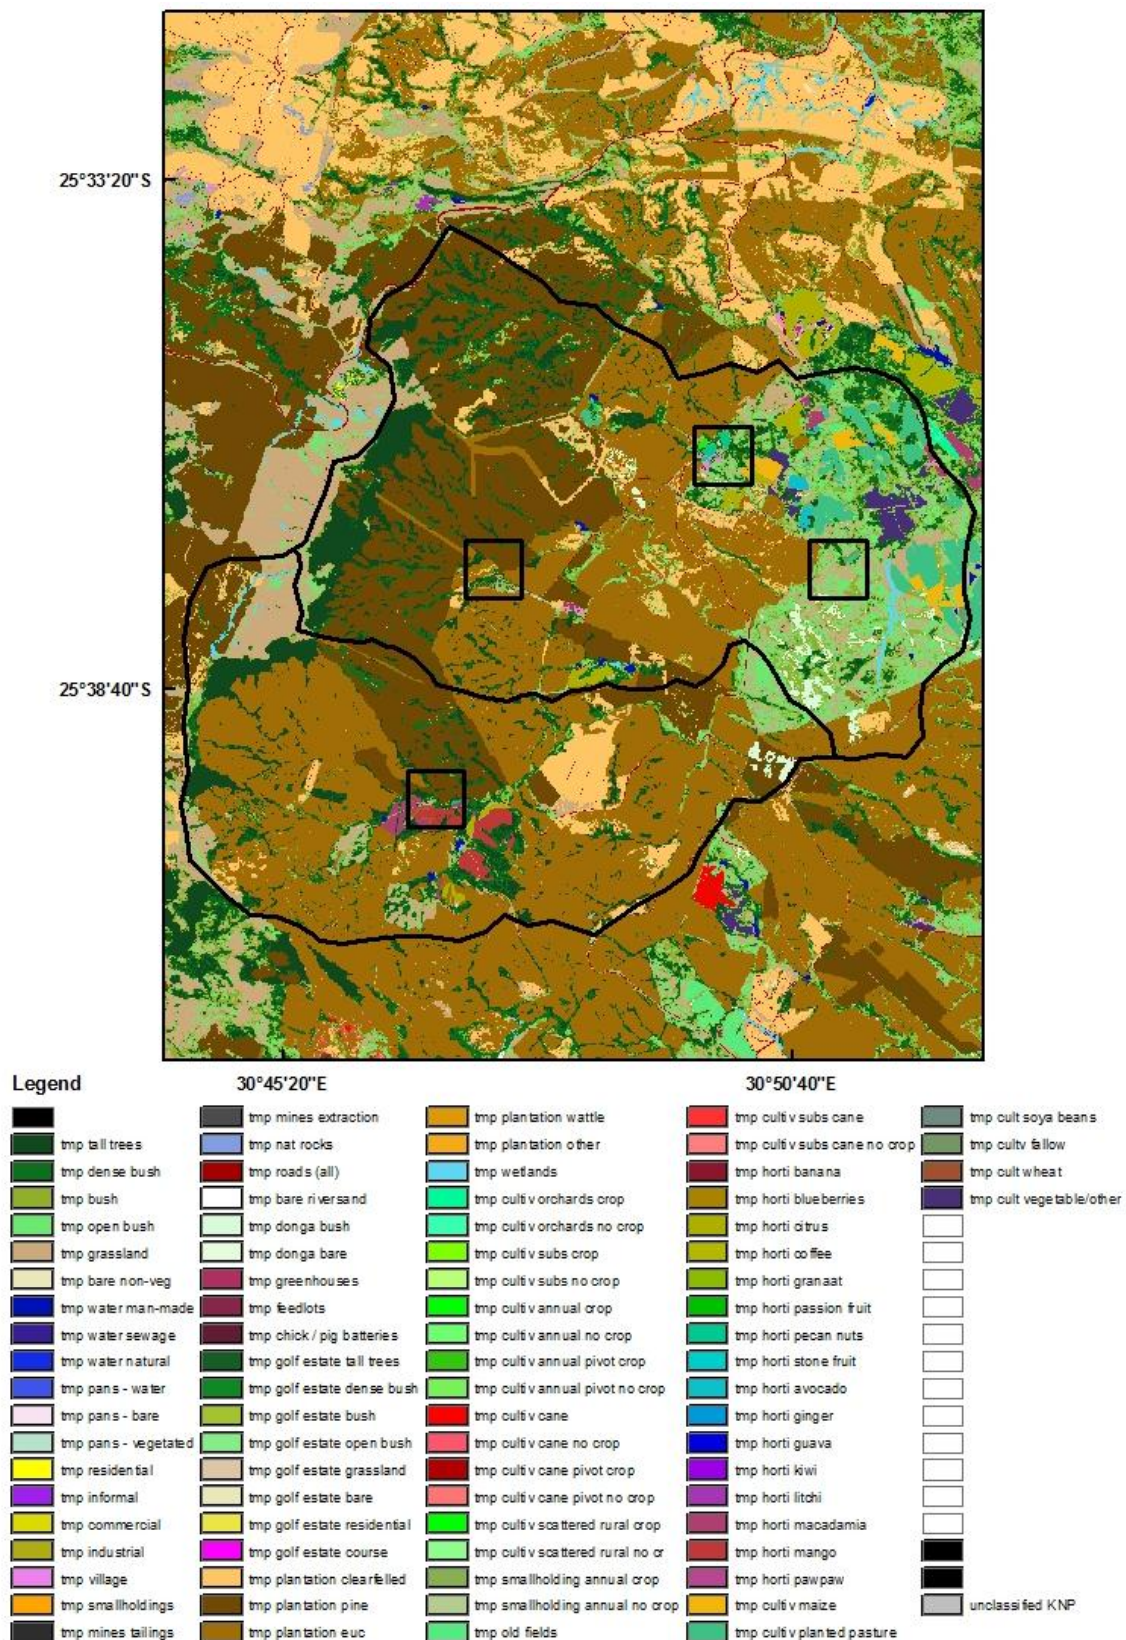 25°33'20"S
25°38'40"S
Legend
30°45'20"E
30°50'40"E
tmp tall trees
tmp dense bush
tmp bush
tmp open bush
tmp grassland
tmp bare non-veg
tmp water man-made
tmp water sewage
tmp water natural
tmp pans - water
tmp pans - bare
tmp pans - vegetated
tmp residential
tmp informal
tmp commercial
tmp industrial
tmp village
tmp smallholdings
tmp mines tailings
tmp mines extraction
tmp nat rocks
tmp roads (all)
tmp bare riversand
tmp donga bush
tmp donga bare
tmp greenhouses
tmp feedlots
tmp chick / pig batteries
tmp golf estate tall trees
tmp golf estate dense bush
tmp golf estate bush
tmp golf estate open bush
tmp golf estate grassland
tmp golf estate bare
tmp golf estate residential
tmp golf estate course
tmp plantation clearfelled
tmp plantation pine
tmp plantation euc
tmp plantation wattle
tmp plantation other
tmp wetlands
tmp cultiv orchards crop
tmp cultiv orchards no crop
tmp cultiv subs crop
tmp cultiv subs no crop
tmp cultiv annual crop
tmp cultiv annual no crop
tmp cultiv annual pivot crop
tmp cultiv annual pivot no crop
tmp cultiv cane
tmp cultiv cane no crop
tmp cultiv cane pivot crop
tmp cultiv cane pivot no crop
tmp cultiv scattered rural crop
tmp cultiv scattered rural no cr
tmp smallholding annual crop
tmp smallholding annual no crop
tmp old fields
tmp cultiv subs cane
tmp cultiv subs cane no crop
tmp horti banana
tmp horti blueberries
tmp horti citrus
tmp horti coffee
tmp horti granaat
tmp horti passion fruit
tmp horti pecan nuts
tmp horti stone fruit
tmp horti avocado
tmp horti ginger
tmp horti guava
tmp horti kiwi
tmp horti litchi
tmp horti macadamia
tmp horti mango
tmp horti pawpaw
tmp cultiv maize
tmp cultiv planted pasture
tmp cult soya beans
tmp cultv fallow
tmp cult wheat
tmp cult vegetable/other
unclassified KNP